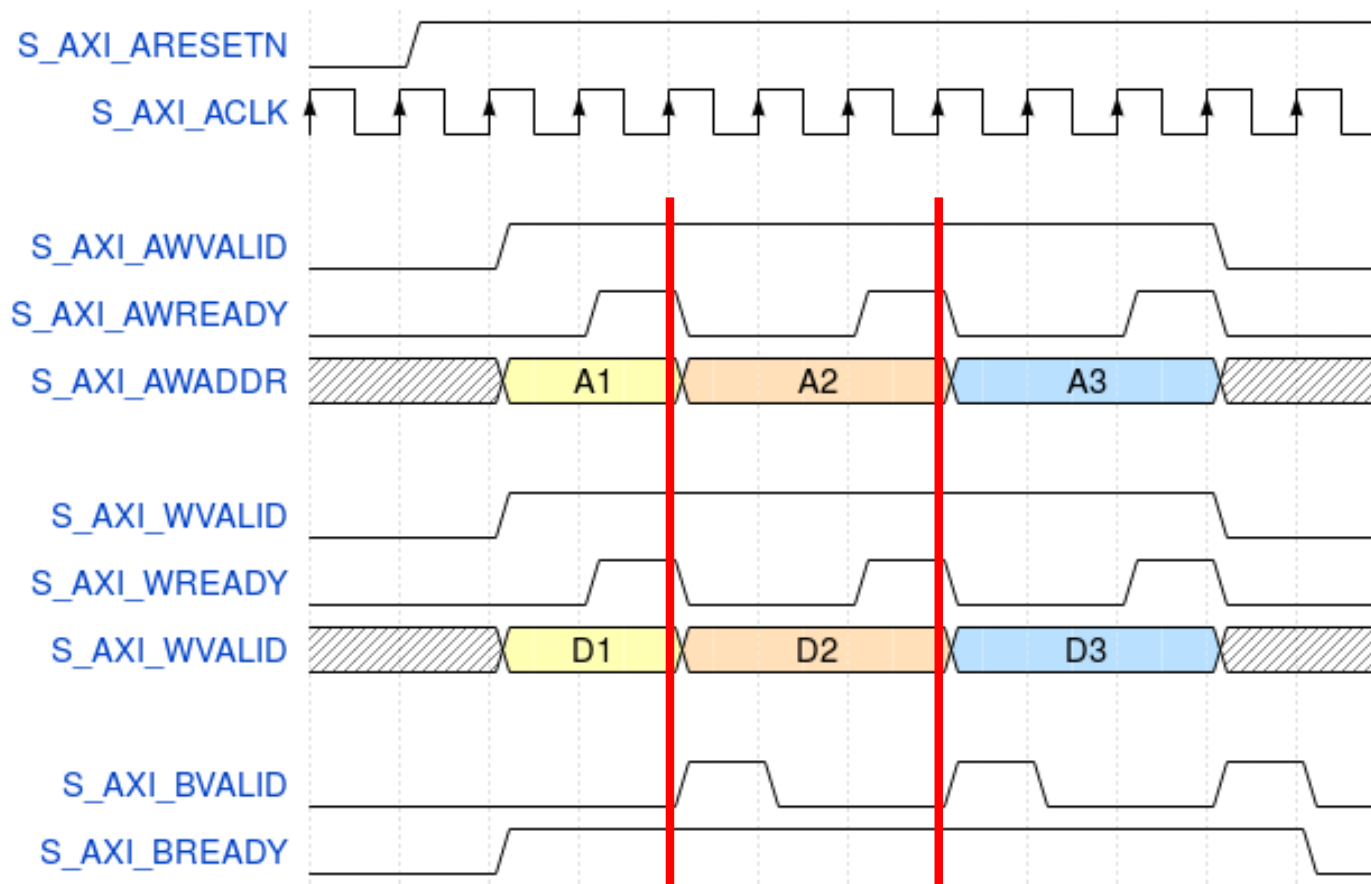 S_AXI_ARESETN
S_AXI_ACLK
S_AXI_AWVALID
S_AXI_AWREADY
S_AXI_AWADDR A1 A2 A3
S_AXI_WVALID
S_AXI_WREADY
S_AXI_WVALID D1 D2 D3
S_AXI_BVALID
S_AXI_BREADY